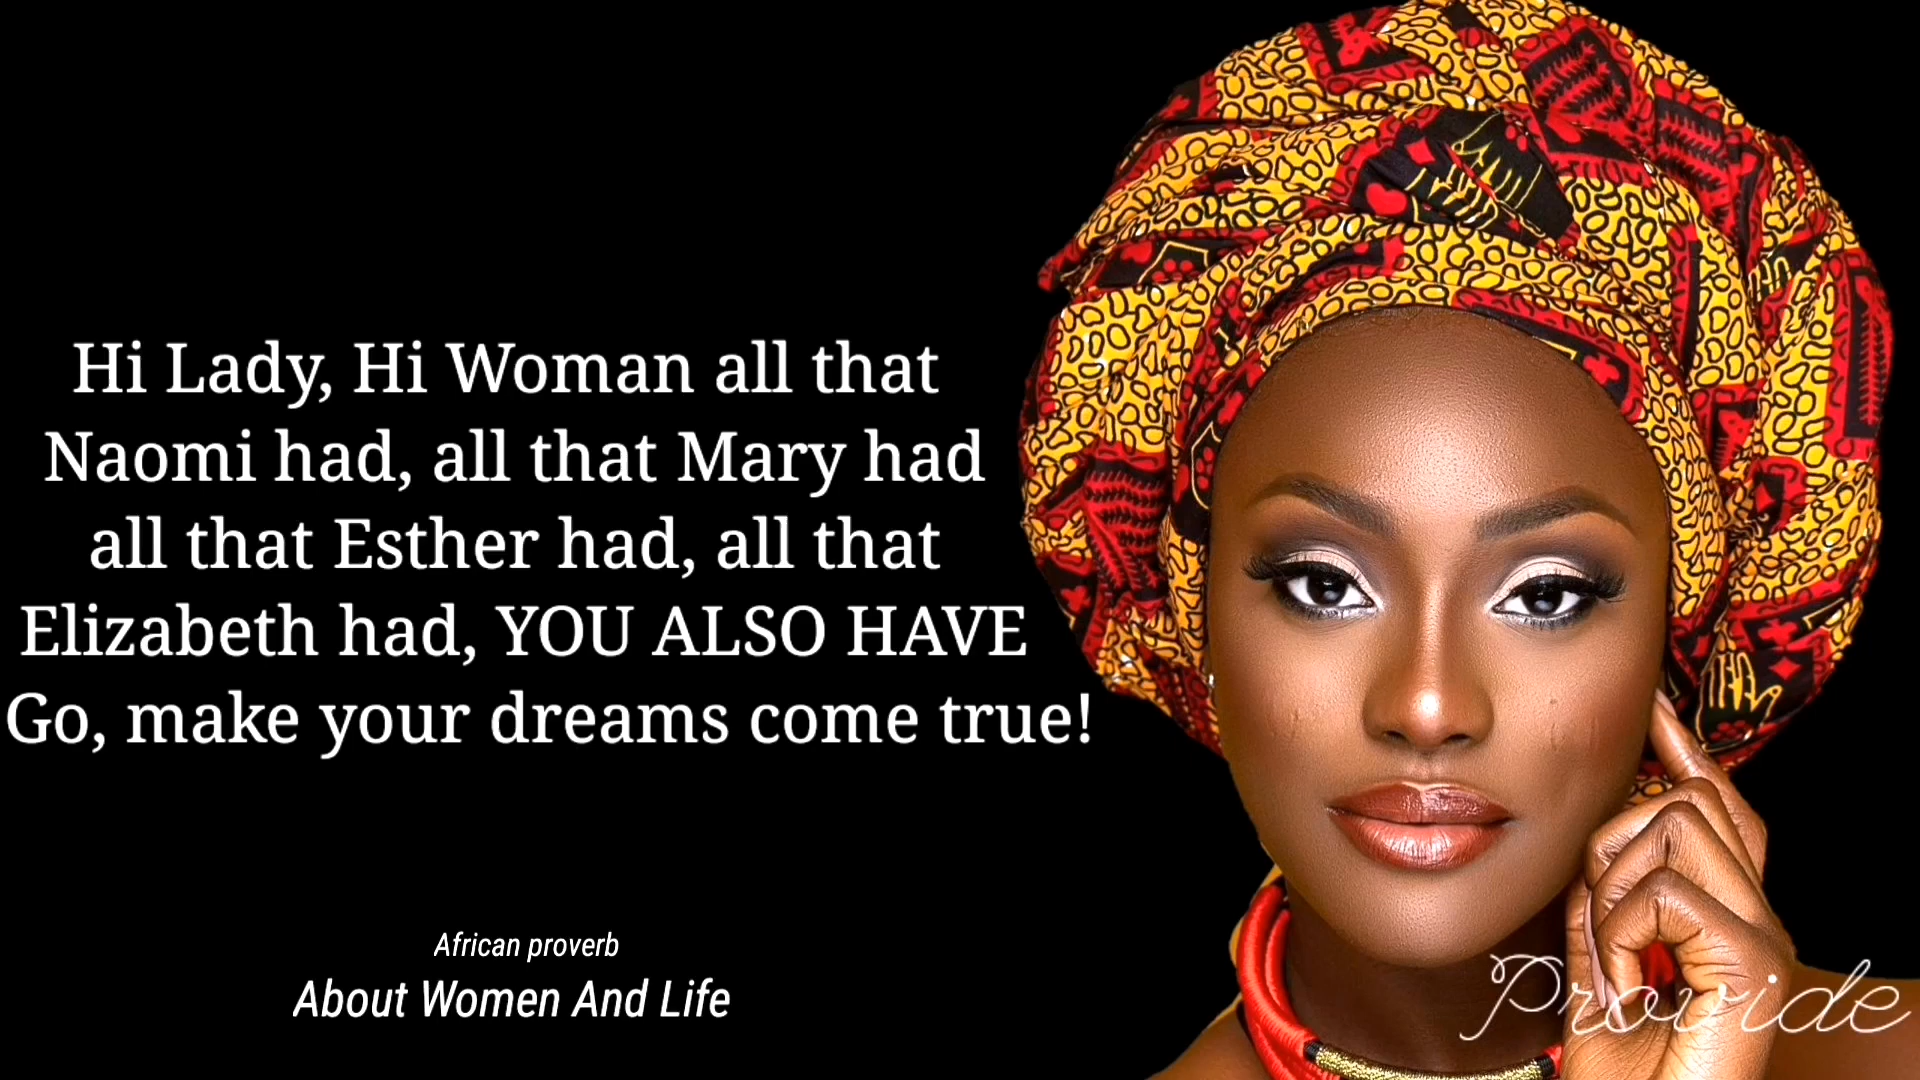 Hi Lady, Hi Woman all that
Naomi had, all that Mary had
all that Esther had, all that
Elizabeth had, YOU ALSO HAVE
Go, make your dreams come true!
African proverb
About Women And Life
Provide